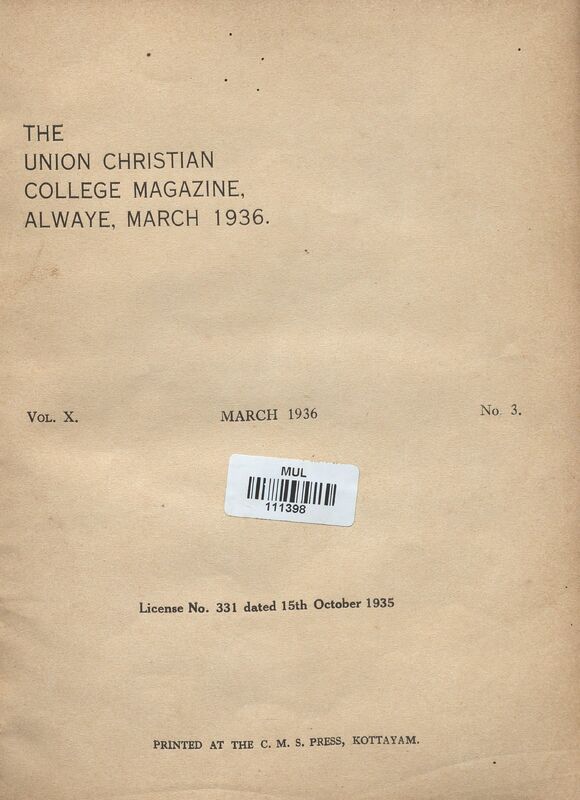 THE
UNION CHRISTIAN
COLLEGE MAGAZINE,
ALWAYE, MARCH 1936.
VOL. X. MARCH 1936 No. 3.
MUL
111398
License No. 331 dated 15th October 1935
PRINTED AT THE C. M. S. PRESS, KOTTAYAM.